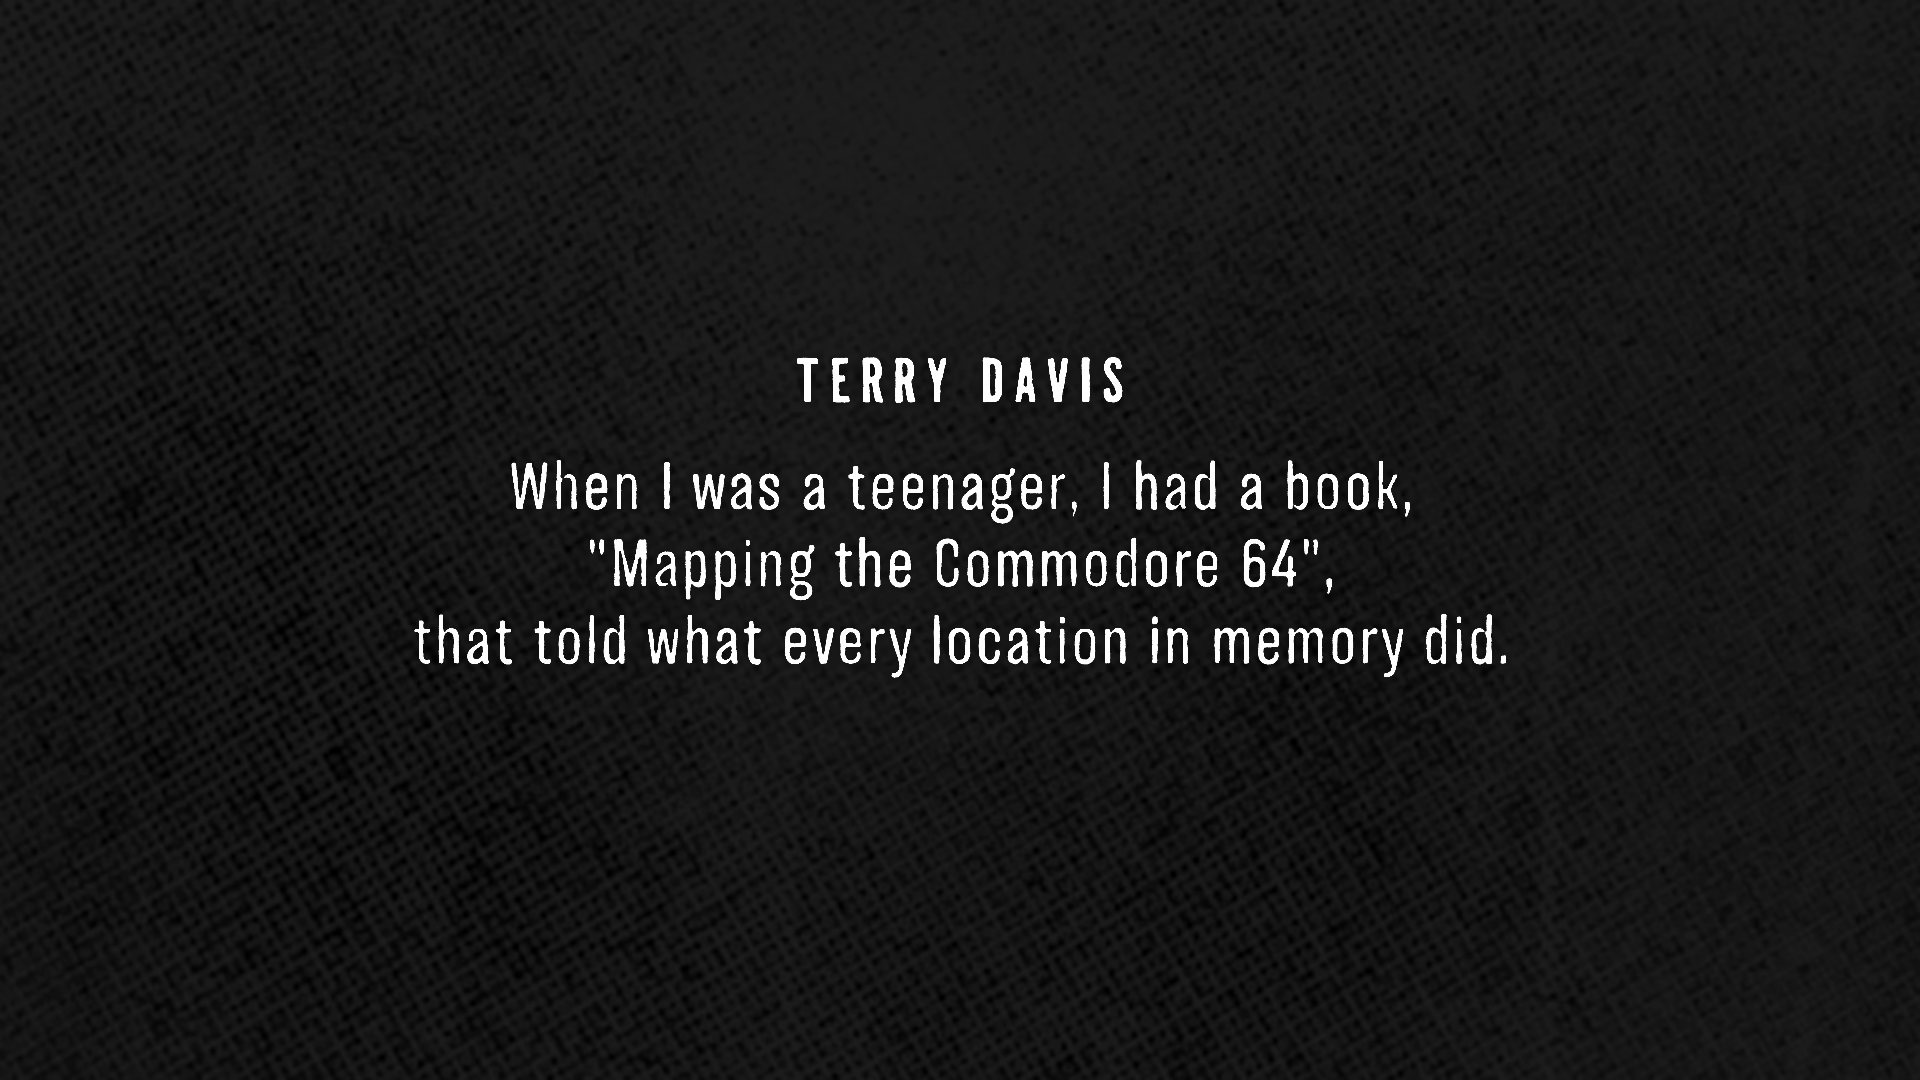 TERRY DAVIS
When I was a teenager, I had a book,
"Mapping the Commodore 64",
that told what every location in memory did.